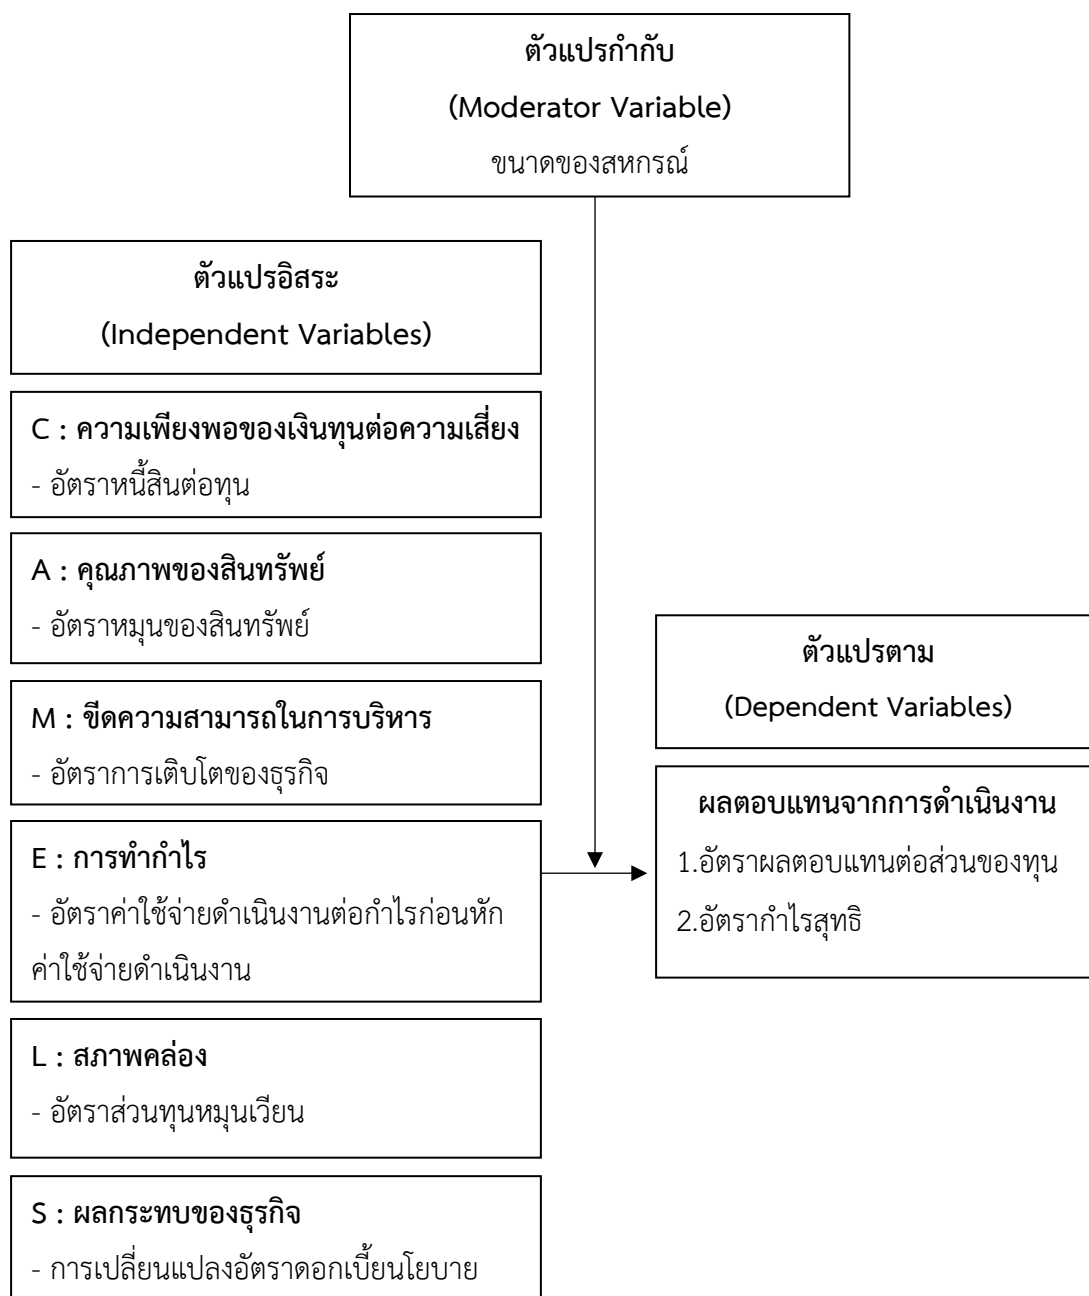 ตัวแปรกำกับ
(Moderator Variable)
ขนาดของสหกรณ์
ตัวแปรอิสระ
(Independent Variables)
C : ความเพียงพอของเงินทุนต่อความเสี่ยง
- อัตราหนี้สินต่อทุน
A : คุณภาพของสินทรัพย์
- อัตราหมุนของสินทรัพย์
M : ขีดความสามารถในการบริหาร
- อัตราการเติบโตของธุรกิจ
E : การทำกำไร
- อัตราค่าใช้จ่ายดำเนินงานต่อกำไรก่อนหัก
ค่าใช้จ่ายดำเนินงาน
L : สภาพคล่อง
- อัตราส่วนทุนหมุนเวียน
S : ผลกระทบของธุรกิจ
- การเปลี่ยนแปลงอัตราดอกเบี้ยนโยบาย
ตัวแปรตาม
(Dependent Variables)
ผลตอบแทนจากการดำเนินงาน
1.อัตราผลตอบแทนต่อส่วนของทุน
2.อัตรากำไรสุทธิ